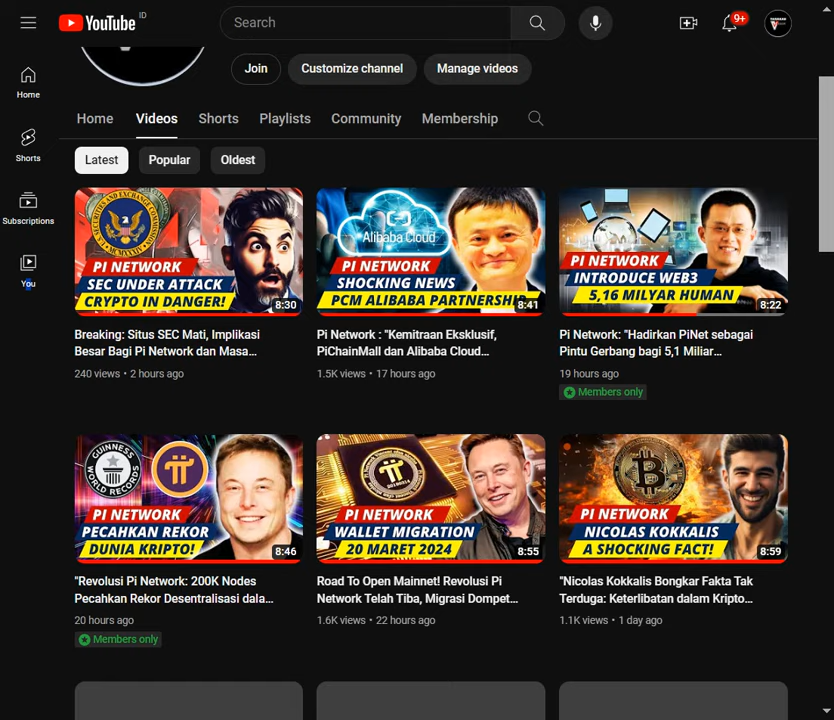 YouTube ID
Search
9+
Join
Customize channel
Manage videos
Home
Shorts
Subscriptions
You
Home
Videos
Shorts
Playlists
Community
Membership
Latest
Popular
Oldest
PI NETWORK
SEC UNDER ATTACK
CRYPTO IN DANGER!
8:30
Breaking: Situs SEC Mati, Implikasi
Besar Bagi Pi Network dan Masa...
240 views • 2 hours ago
Alibaba Cloud
PI NETWORK
SHOCKING NEWS
PCM ALIBABA PARTNERSHIP
8:41
Pi Network : "Kemitraan Eksklusif,
PiChainMall dan Alibaba Cloud...
1.5K views • 17 hours ago
PI NETWORK
INTRODUCE WEB3
5,16 MILYAR HUMAN
8:22
Pi Network: "Hadirkan PiNet sebagai
Pintu Gerbang bagi 5,1 Miliar...
19 hours ago
Members only
GUINNESS
WORLD RECORDS
PI NETWORK
PECAHKAN REKOR
DUNIA KRIPTO!
8:46
"Revolusi Pi Network: 200K Nodes
Pecahkan Rekor Desentralisasi dala...
20 hours ago
Members only
PI NETWORK
WALLET MIGRATION
20 MARET 2024
8:55
Road To Open Mainnet! Revolusi Pi
Network Telah Tiba, Migrasi Dompet...
1.6K views • 22 hours ago
PI NETWORK
NICOLAS KOKKALIS
A SHOCKING FACT!
8:59
"Nicolas Kokkalis Bongkar Fakta Tak
Terduga: Keterlibatan dalam Kripto...
1.1K views • 1 day ago